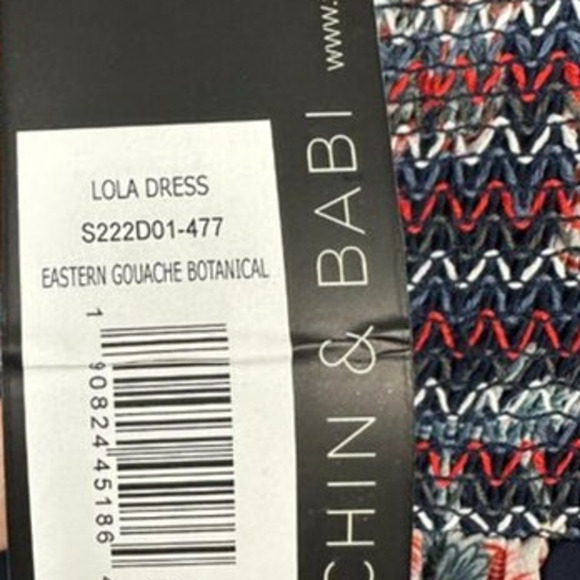 LOLA DRESS
S222D01-477
EASTERN GOUACHE BOTANICAL
1 90824 45186
CHIN & BABI
www.